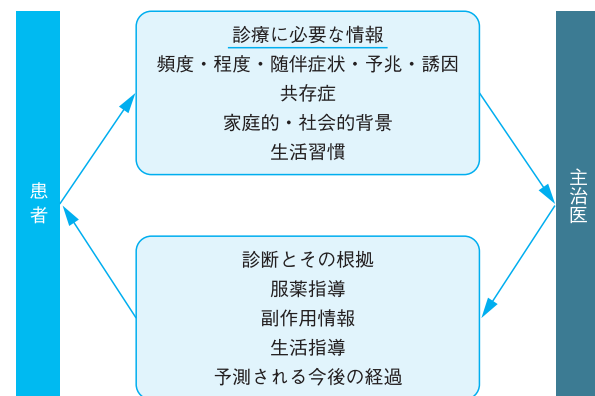 患者
診療に必要な情報
頻度・程度・随伴症状・予兆・誘因
共存症
家庭的・社会的背景
生活習慣
主治医
診断とその根拠
服薬指導
副作用情報
生活指導
予測される今後の経過